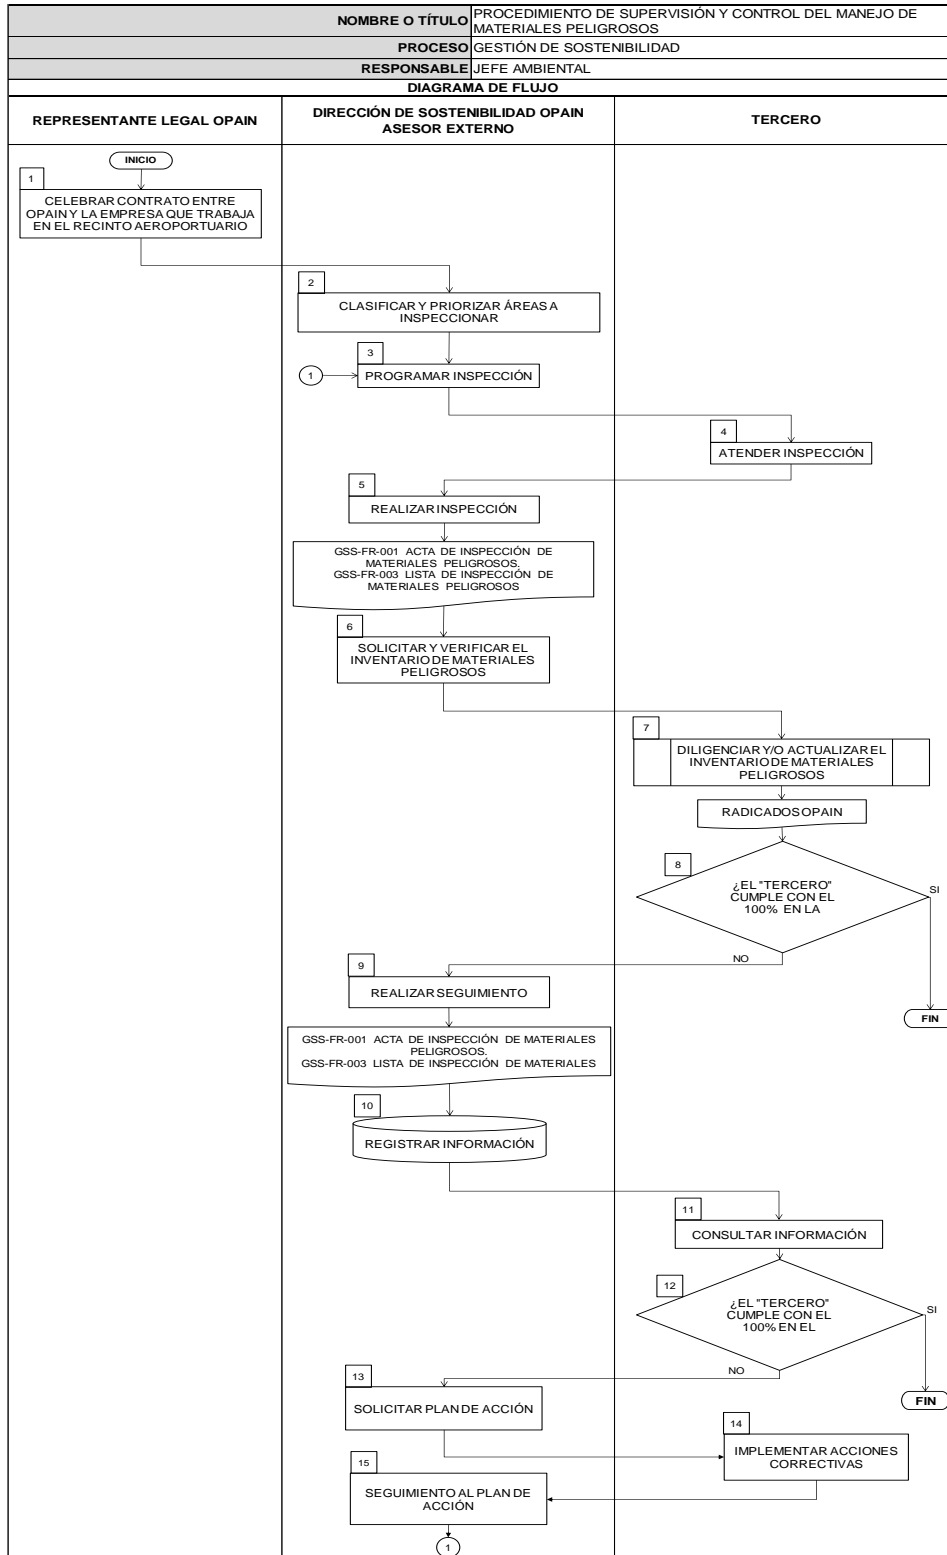 NOMBRE O TÍTULO
PROCEDIMIENTO DE SUPERVISIÓN Y CONTROL DEL MANEJO DE
MATERIALES PELIGROSOS
PROCESO
GESTIÓN DE SOSTENIBILIDAD
RESPONSABLE
JEFE AMBIENTAL
DIAGRAMA DE FLUJO
REPRESENTANTE LEGAL OPAIN
DIRECCIÓN DE SOSTENIBILIDAD OPAIN
ASESOR EXTERNO
TERCERO
INICIO
1
CELEBRAR CONTRATO ENTRE
OPAIN Y LA EMPRESA QUE TRABAJA
EN EL RECINTO AEROPORTUARIO
2
CLASIFICAR Y PRIORIZAR ÁREAS A
INSPECCIONAR
3
1
PROGRAMAR INSPECCIÓN
4
ATENDER INSPECCIÓN
5
REALIZAR INSPECCIÓN
GSS-FR-001 ACTA DE INSPECCIÓN DE
MATERIALES PELIGROSOS.
GSS-FR-003 LISTA DE INSPECCIÓN DE
MATERIALES PELIGROSOS
6
SOLICITAR Y VERIFICAR EL
INVENTARIO DE MATERIALES
PELIGROSOS
7
DILIGENCIAR Y/O ACTUALIZAR EL
INVENTARIO DE MATERIALES
PELIGROSOS
RADICADOS OPAIN
8
¿EL "TERCERO"
CUMPLE CON EL
100% EN LA
SI
NO
9
REALIZAR SEGUIMIENTO
FIN
GSS-FR-001 ACTA DE INSPECCIÓN DE MATERIALES
PELIGROSOS.
GSS-FR-003 LISTA DE INSPECCIÓN DE MATERIALES
10
REGISTRAR INFORMACIÓN
11
CONSULTAR INFORMACIÓN
12
¿EL "TERCERO"
CUMPLE CON EL
100% EN EL
SI
NO
FIN
13
SOLICITAR PLAN DE ACCIÓN
14
IMPLEMENTAR ACCIONES
CORRECTIVAS
15
SEGUIMIENTO AL PLAN DE
ACCIÓN
1